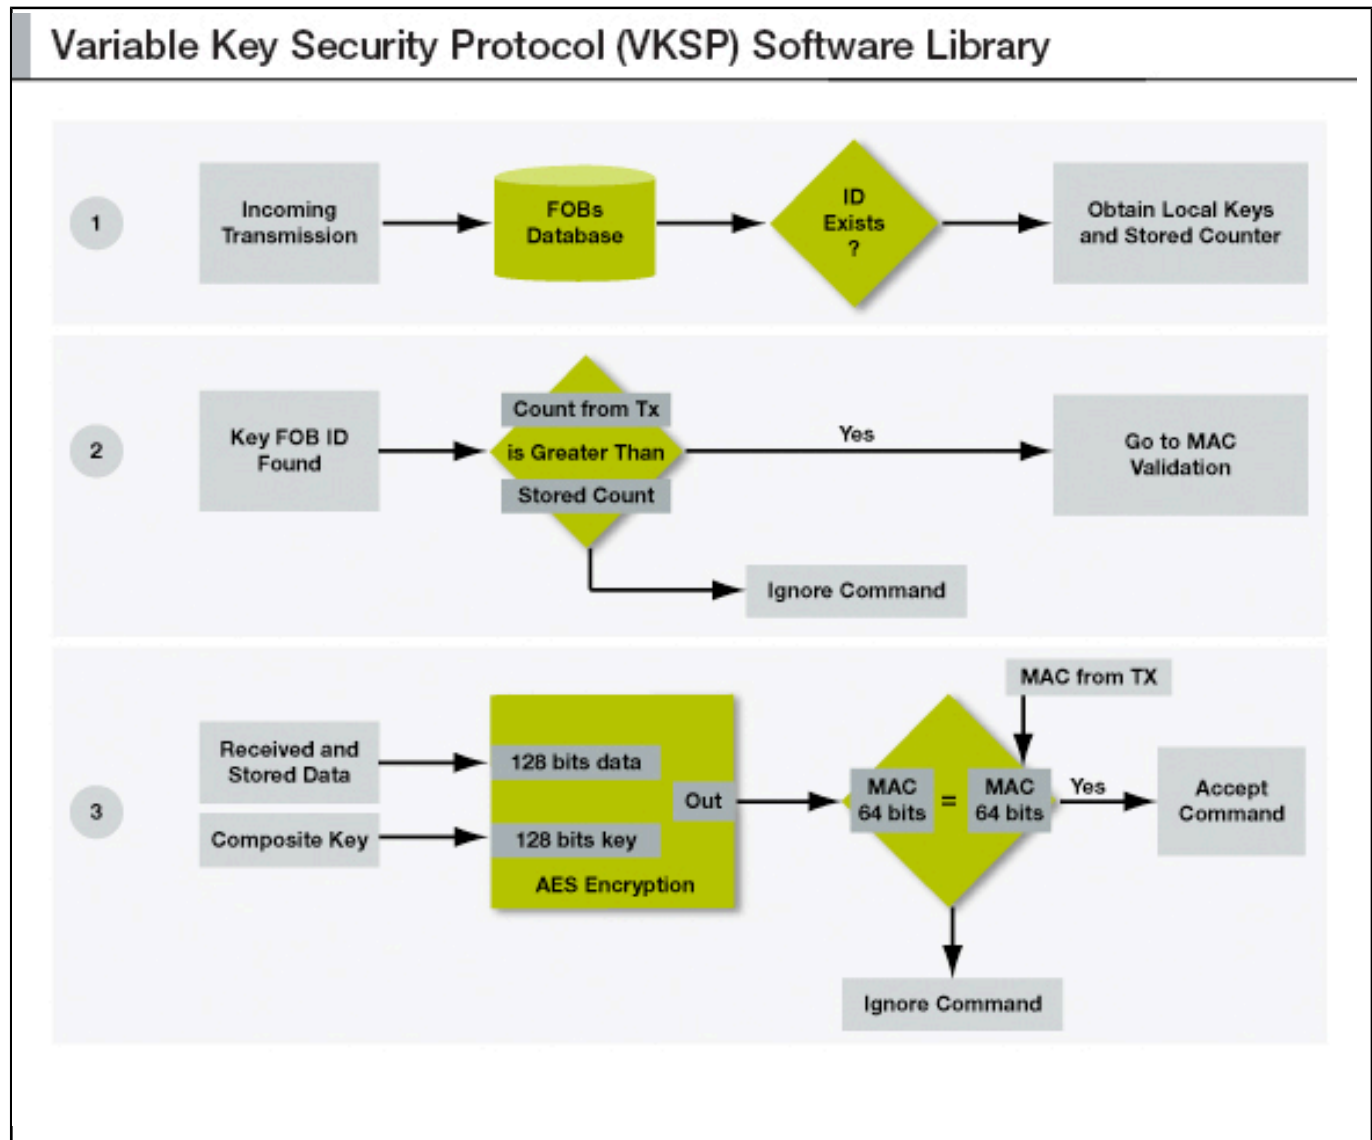 Variable Key Security Protocol (VKSP) Software Library
1
Incoming
Transmission
FOBs
Database
ID
Exists
?
Obtain Local Keys
and Stored Counter
2
Key FOB ID
Found
Count from Tx
is Greater Than
Stored Count
Yes
Go to MAC
Validation
Ignore Command
3
Received and
Stored Data
Composite Key
128 bits data
Out
128 bits key
AES Encryption
MAC from TX
MAC
64 bits
=
MAC
64 bits
Yes
Accept
Command
Ignore Command